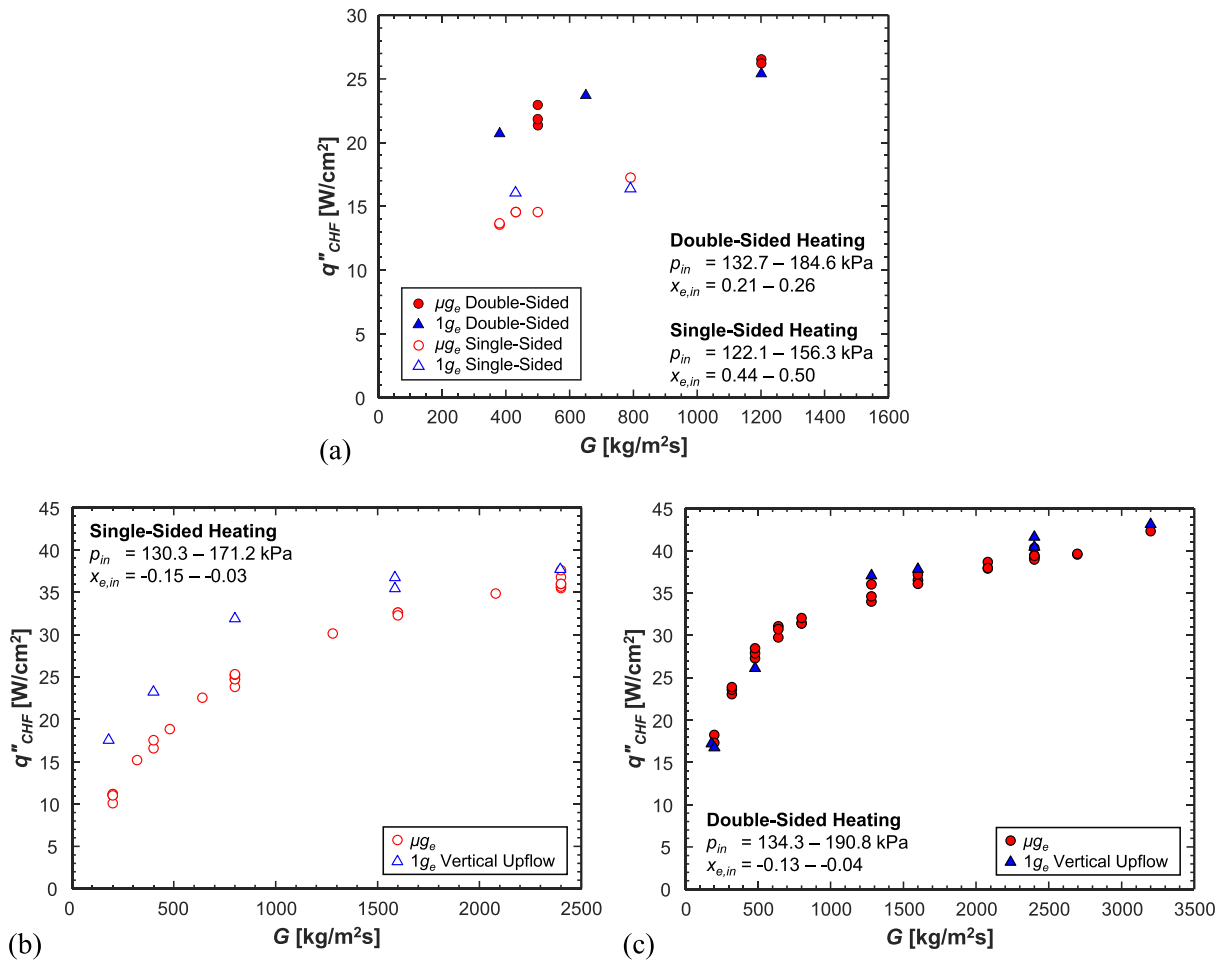 30
25
20
15
10
5
0
q"CHF [W/cm²]
Double-Sided Heating
pin = 132.7 – 184.6 kPa
xe,in = 0.21 – 0.26
Single-Sided Heating
pin = 122.1 – 156.3 kPa
xe,in = 0.44 – 0.50
μge Double-Sided
1ge Double-Sided
μge Single-Sided
1ge Single-Sided
0 200 400 600 800 1000 1200 1400 1600
G [kg/m²s]
(a)
45
40
35
30
25
20
15
10
5
0
q"CHF [W/cm²]
Single-Sided Heating
pin = 130.3 – 171.2 kPa
xe,in = -0.15 – -0.03
μge
1ge Vertical Upflow
0 500 1000 1500 2000 2500
G [kg/m²s]
(b)
45
40
35
30
25
20
15
10
5
0
q"CHF [W/cm²]
Double-Sided Heating
pin = 134.3 – 190.8 kPa
xe,in = -0.13 – -0.04
μge
1ge Vertical Upflow
0 500 1000 1500 2000 2500 3000 3500
G [kg/m²s]
(c)